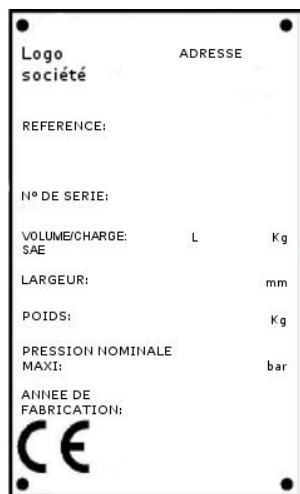 Logo ADRESSE
société
REFERENCE:
Nº DE SERIE:
VOLUME/CHARGE: L Kg
SAE
LARGEUR: mm
POIDS: Kg
PRESSION NOMINALE
MAXI: bar
ANNEE DE
FABRICATION:
CE